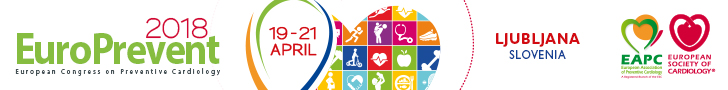 2018
EuroPrevent
European Congress on Preventive Cardiology
19-21
APRIL
LJUBLJANA
SLOVENIA
EAPC
European Association
of Preventive Cardiology
EUROPEAN
SOCIETY OF
CARDIOLOGY®